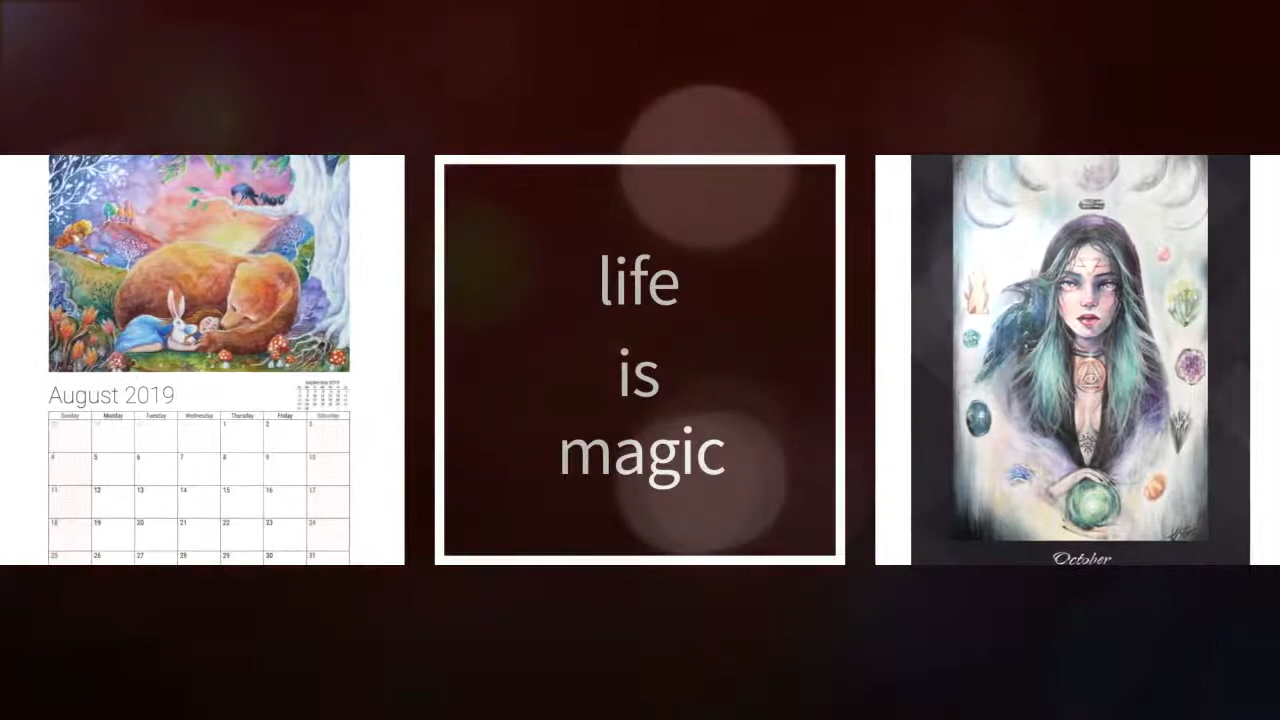 August 2019
Sunday Monday Tuesday Wednesday Thursday Friday Saturday
1 2 3
4 5 6 7 8 9 10
11 12 13 14 15 16 17
18 19 20 21 22 23 24
25 26 27 28 29 30 31
life
is
magic
October